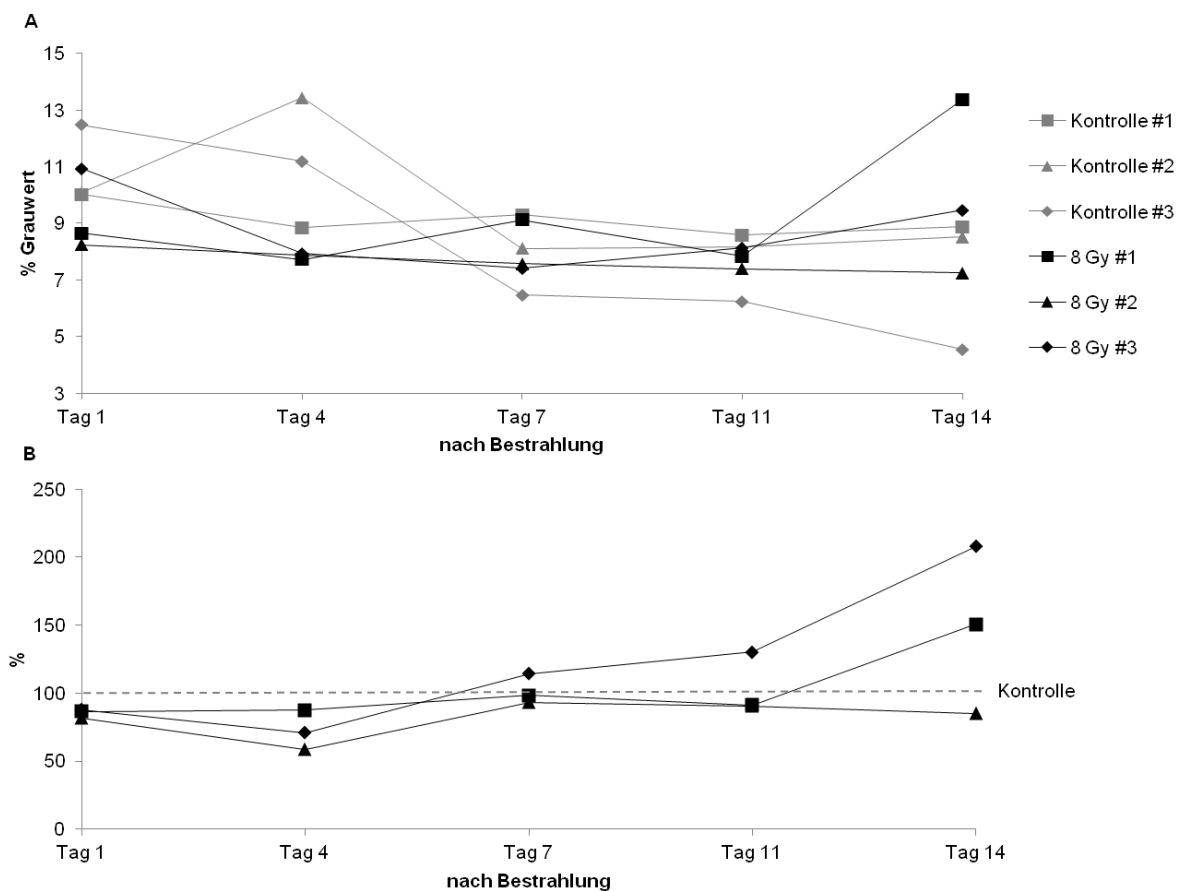 A
15
13
11
9
7
5
3
% Grauwert
Tag 1
Tag 4
Tag 7
Tag 11
Tag 14
nach Bestrahlung
Kontrolle #1
Kontrolle #2
Kontrolle #3
8 Gy #1
8 Gy #2
8 Gy #3
B
250
200
150
100
50
0
%
Kontrolle
Tag 1
Tag 4
Tag 7
Tag 11
Tag 14
nach Bestrahlung